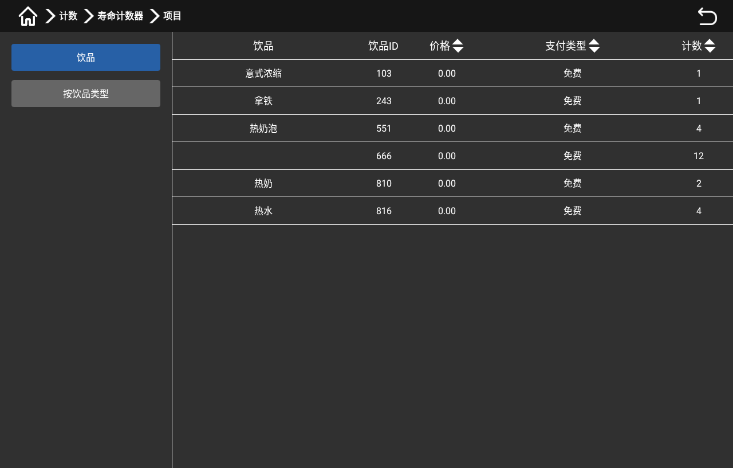 计数 寿命计数器 项目
饮品
按饮品类型
饮品 饮品ID 价格 支付类型 计数
意式浓缩 103 0.00 免费 1
拿铁 243 0.00 免费 1
热奶泡 551 0.00 免费 4
666 0.00 免费 12
热奶 810 0.00 免费 2
热水 816 0.00 免费 4